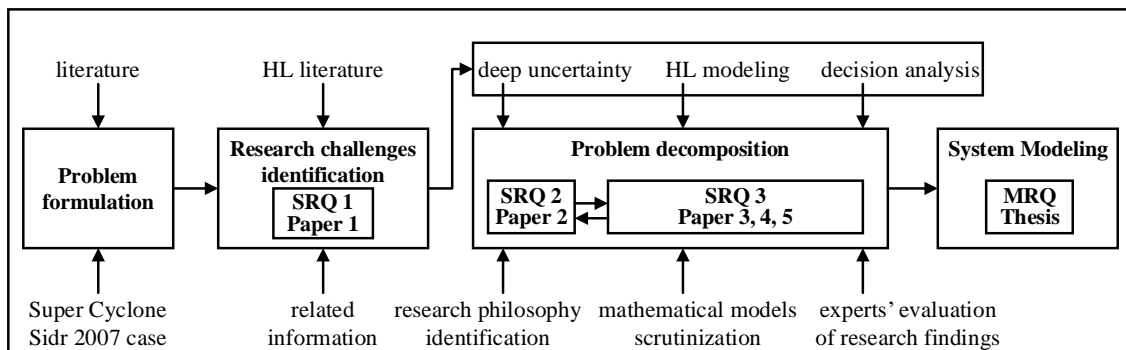 literature
HL literature
deep uncertainty
HL modeling
decision analysis
Problem
formulation
Research challenges
identification
SRQ 1
Paper 1
Problem decomposition
SRQ 2
Paper 2
SRQ 3
Paper 3, 4, 5
System Modeling
MRQ
Thesis
Super Cyclone
Sidr 2007 case
related
information
research philosophy
identification
mathematical models
scrutinization
experts’ evaluation
of research findings